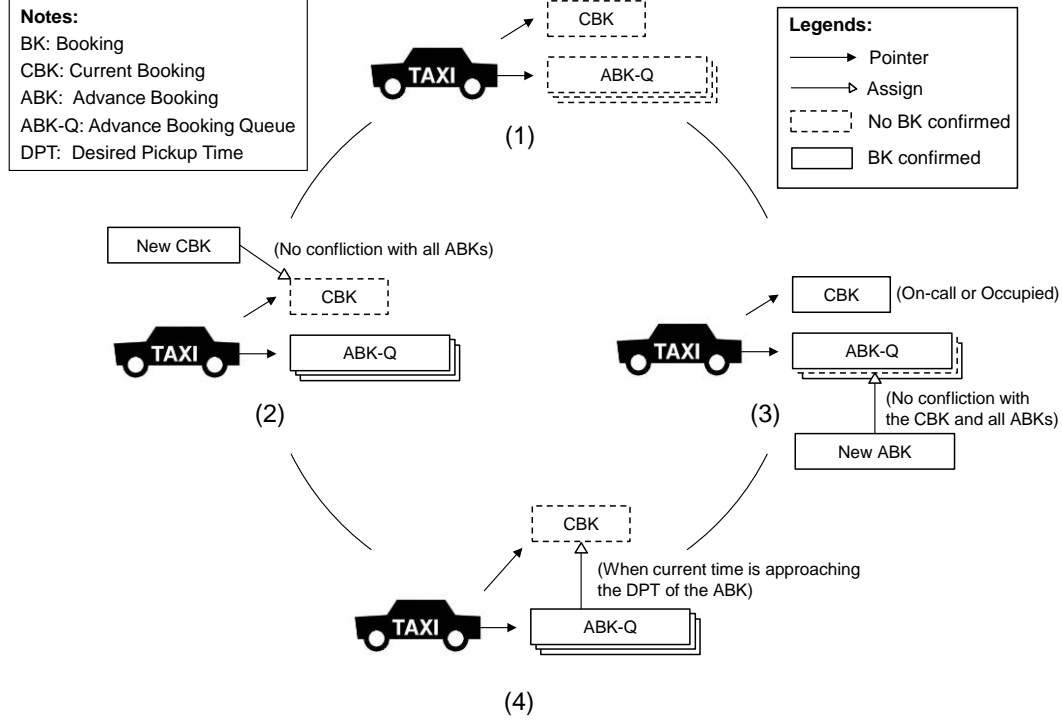 Notes:
BK: Booking
CBK: Current Booking
ABK: Advance Booking
ABK-Q: Advance Booking Queue
DPT: Desired Pickup Time
CBK
TAXI
ABK-Q
(1)
Legends:
Pointer
Assign
No BK confirmed
BK confirmed
New CBK
(No confliction with all ABKs)
CBK
TAXI
ABK-Q
(2)
CBK
(On-call or Occupied)
TAXI
ABK-Q
(No confliction with
the CBK and all ABKs)
(3)
New ABK
CBK
(When current time is approaching
the DPT of the ABK)
TAXI
ABK-Q
(4)